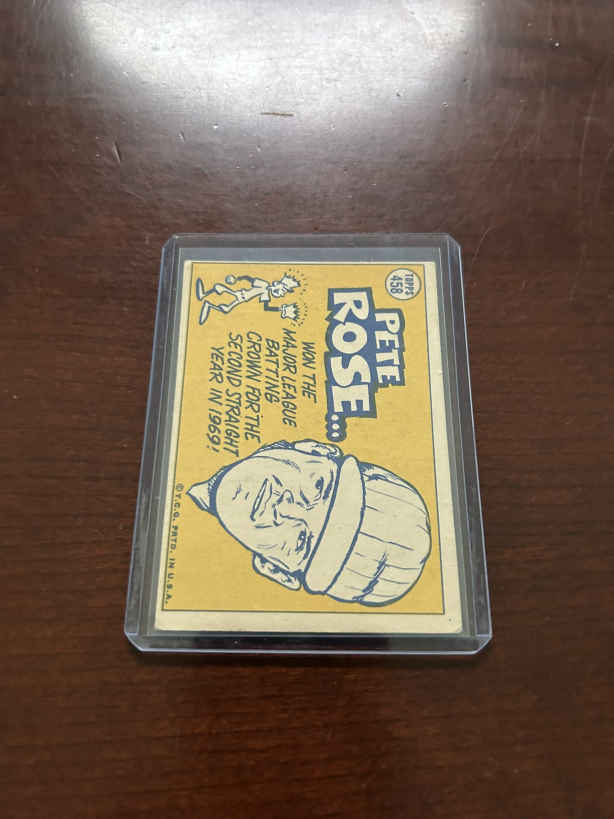 TOPPS
458
PETE
ROSE...
WON THE
MAJOR LEAGUE
BATTING
CROWN FOR THE
SECOND STRAIGHT
YEAR IN 1969!
© T.C.G. PRTD. IN U.S.A.